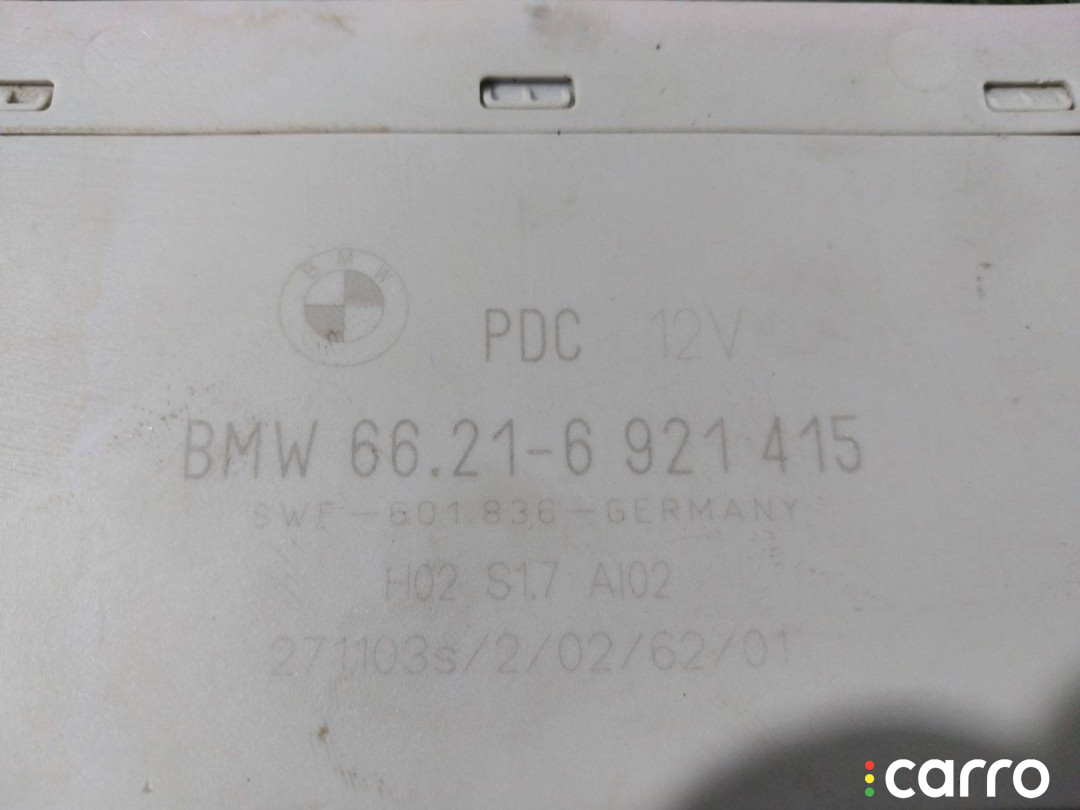 BMW
PDC 12V
BMW 66.21-6 921 415
SWF-601.836-GERMANY
H02 S1.7 AI02
271103s/2/02/62/01
carro